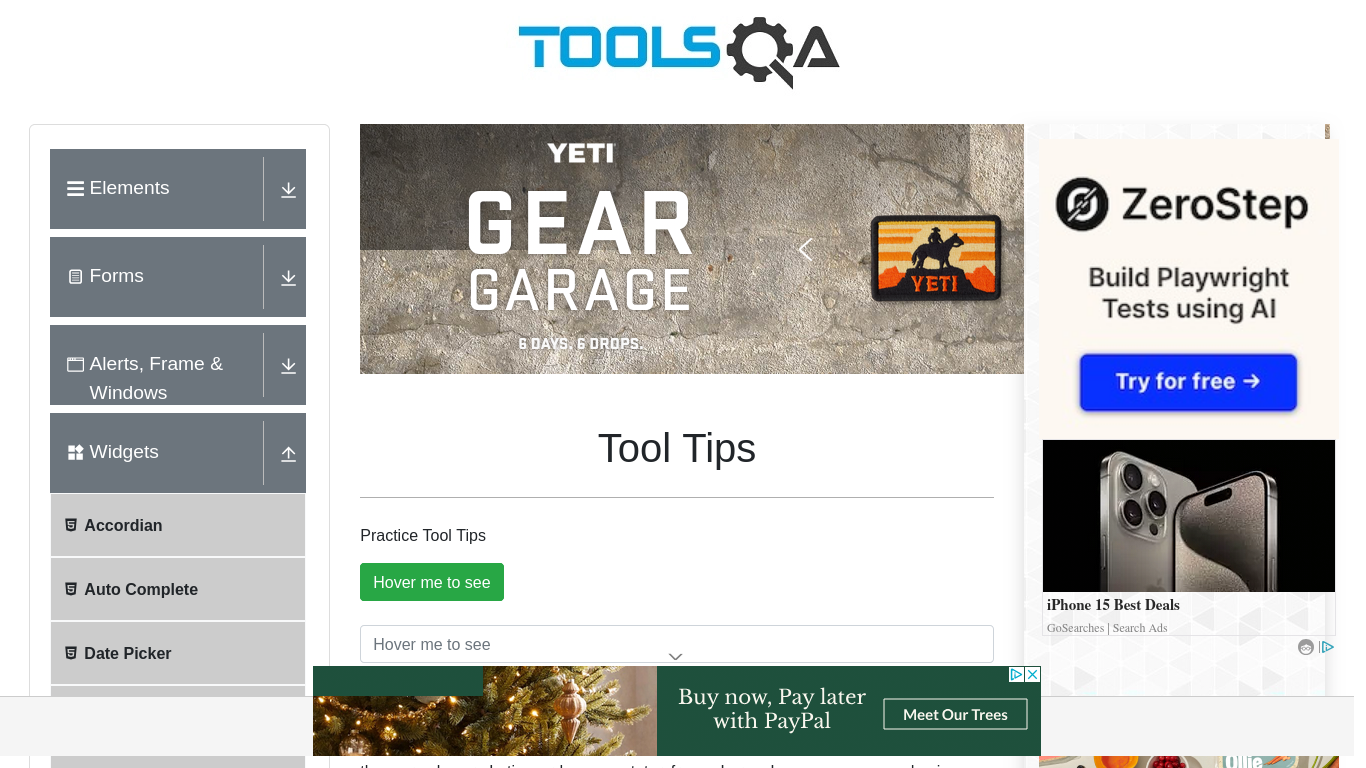 TOOLSQA
Elements
Forms
Alerts, Frame &
Windows
Widgets
Accordian
Auto Complete
Date Picker
YETI
GEAR
GARAGE
6 DAYS. 6 DROPS.
YETI
Tool Tips
Practice Tool Tips
Hover me to see
Hover me to see
ZeroStep
Build Playwright
Tests using AI
Try for free →
iPhone 15 Best Deals
GoSearches | Search Ads
Buy now, Pay later
with PayPal
Meet Our Trees